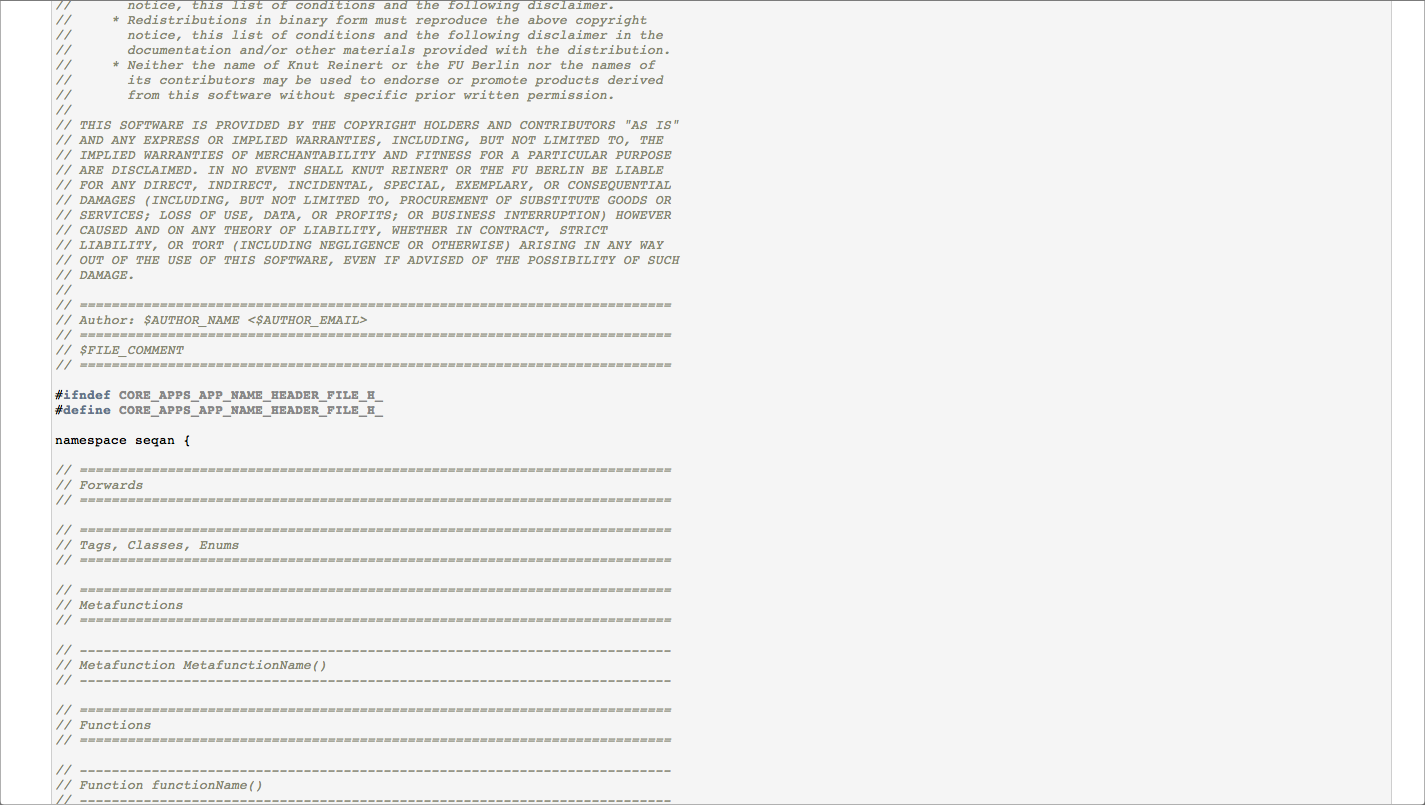 //       notice, this list of conditions and the following disclaimer.
//     * Redistributions in binary form must reproduce the above copyright
//       notice, this list of conditions and the following disclaimer in the
//       documentation and/or other materials provided with the distribution.
//     * Neither the name of Knut Reinert or the FU Berlin nor the names of
//       its contributors may be used to endorse or promote products derived
//       from this software without specific prior written permission.
//
// THIS SOFTWARE IS PROVIDED BY THE COPYRIGHT HOLDERS AND CONTRIBUTORS "AS IS"
// AND ANY EXPRESS OR IMPLIED WARRANTIES, INCLUDING, BUT NOT LIMITED TO, THE
// IMPLIED WARRANTIES OF MERCHANTABILITY AND FITNESS FOR A PARTICULAR PURPOSE
// ARE DISCLAIMED. IN NO EVENT SHALL KNUT REINERT OR THE FU BERLIN BE LIABLE
// FOR ANY DIRECT, INDIRECT, INCIDENTAL, SPECIAL, EXEMPLARY, OR CONSEQUENTIAL
// DAMAGES (INCLUDING, BUT NOT LIMITED TO, PROCUREMENT OF SUBSTITUTE GOODS OR
// SERVICES; LOSS OF USE, DATA, OR PROFITS; OR BUSINESS INTERRUPTION) HOWEVER
// CAUSED AND ON ANY THEORY OF LIABILITY, WHETHER IN CONTRACT, STRICT
// LIABILITY, OR TORT (INCLUDING NEGLIGENCE OR OTHERWISE) ARISING IN ANY WAY
// OUT OF THE USE OF THIS SOFTWARE, EVEN IF ADVISED OF THE POSSIBILITY OF SUCH
// DAMAGE.
//
// ==========================================================================
// Author: $AUTHOR_NAME <$AUTHOR_EMAIL>
// ==========================================================================
// $FILE_COMMENT
// ==========================================================================

#ifndef CORE_APPS_APP_NAME_HEADER_FILE_H_
#define CORE_APPS_APP_NAME_HEADER_FILE_H_

namespace seqan {

// ==========================================================================
// Forwards
// ==========================================================================

// ==========================================================================
// Tags, Classes, Enums
// ==========================================================================

// ==========================================================================
// Metafunctions
// ==========================================================================

// --------------------------------------------------------------------------
// Metafunction MetafunctionName()
// --------------------------------------------------------------------------

// ==========================================================================
// Functions
// ==========================================================================

// --------------------------------------------------------------------------
// Function functionName()
// --------------------------------------------------------------------------